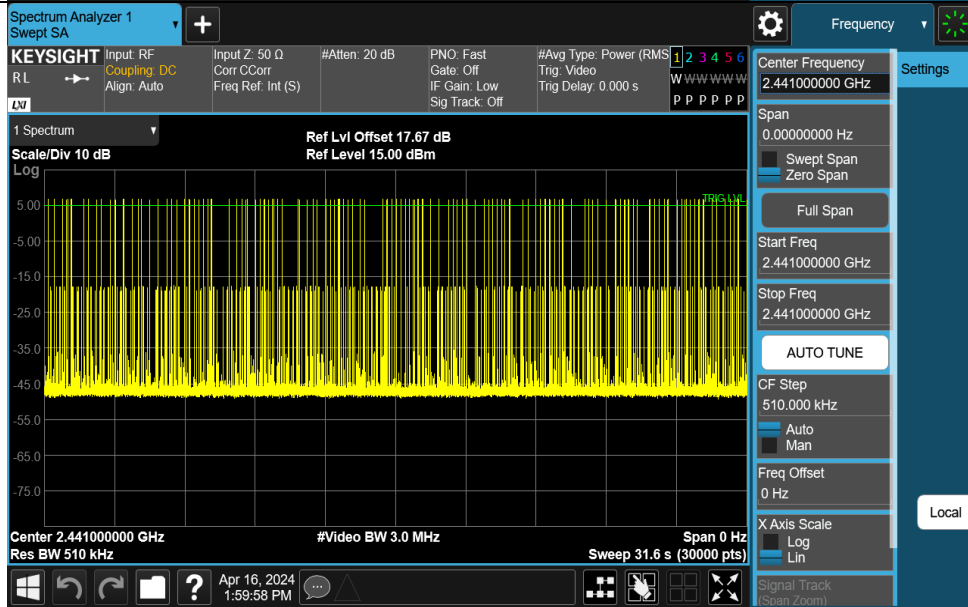 Spectrum Analyzer 1
Swept SA
Frequency
KEYSIGHT
R L
LXI
Input: RF
Coupling: DC
Align: Auto
Input Z: 50 Ω
Corr CCorr
Freq Ref: Int (S)
#Atten: 20 dB
PNO: Fast
Gate: Off
IF Gain: Low
Sig Track: Off
#Avg Type: Power (RMS
Trig: Video
Trig Delay: 0.000 s
1 2 3 4 5 6
W W W W W W
P P P P P P
Center Frequency
2.441000000 GHz
Settings
Span
0.00000000 Hz
Swept Span
Zero Span
Full Span
Start Freq
2.441000000 GHz
Stop Freq
2.441000000 GHz
AUTO TUNE
CF Step
510.000 kHz
Auto
Man
Freq Offset
0 Hz
X Axis Scale
Log
Lin
Signal Track
(Span Zoom)
Local
1 Spectrum
Scale/Div 10 dB
Ref Lvl Offset 17.67 dB
Ref Level 15.00 dBm
Log
TRIG LVL
5.00
-5.00
-15.0
-25.0
-35.0
-45.0
-55.0
-65.0
-75.0
Center 2.441000000 GHz
#Video BW 3.0 MHz
Span 0 Hz
Res BW 510 kHz
Sweep 31.6 s (30000 pts)
?
Apr 16, 2024
1:59:58 PM